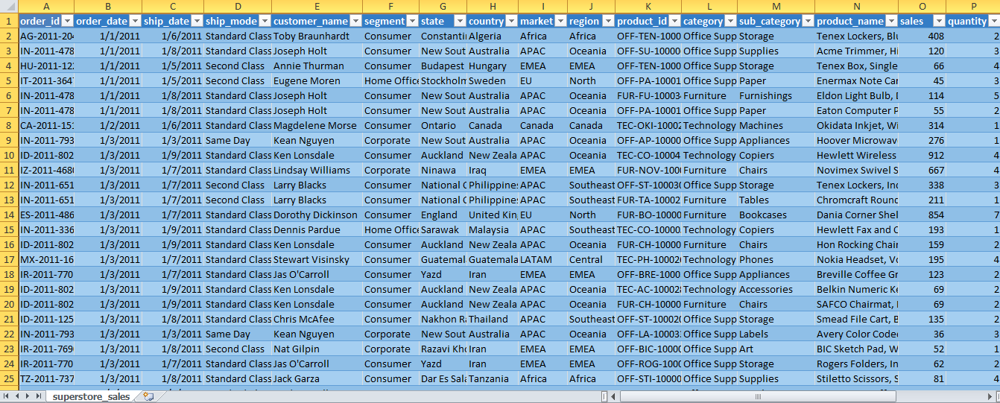 A B C D E F G H I J K L M N O P
1 order_id order_date ship_date ship_mode customer_name segment state country market region product_id category sub_category product_name sales quantity
2 AG-2011-204 1/1/2011 1/6/2011 Standard Class Toby Braunhardt Consumer Constantin Algeria Africa Africa OFF-TEN-1000 Office Supp Storage Tenex Lockers, Blu 408 2
3 IN-2011-478 1/1/2011 1/8/2011 Standard Class Joseph Holt Consumer New Sout Australia APAC Oceania OFF-SU-1000 Office Supp Supplies Acme Trimmer, Hi 120 3
4 HU-2011-122 1/1/2011 1/5/2011 Second Class Annie Thurman Consumer Budapest Hungary EMEA EMEA OFF-TEN-1000 Office Supp Storage Tenex Box, Single 66 4
5 IT-2011-3647 1/1/2011 1/5/2011 Second Class Eugene Moren Home Office Stockholm Sweden EU North OFF-PA-10001 Office Supp Paper Enermax Note Car 45 3
6 IN-2011-478 1/1/2011 1/8/2011 Standard Class Joseph Holt Consumer New Sout Australia APAC Oceania FUR-FU-10003 Furniture Furnishings Eldon Light Bulb, D 114 5
7 IN-2011-478 1/1/2011 1/8/2011 Standard Class Joseph Holt Consumer New Sout Australia APAC Oceania OFF-PA-10001 Office Supp Paper Eaton Computer P 55 2
8 CA-2011-151 1/2/2011 1/6/2011 Standard Class Magdelene Morse Consumer Ontario Canada Canada Canada TEC-OKI-10002 Technology Machines Okidata Inkjet, Wi 314 1
9 IN-2011-793 1/3/2011 1/3/2011 Same Day Kean Nguyen Corporate New Sout Australia APAC Oceania OFF-AP-10000 Office Supp Appliances Hoover Microwav 276 1
10 ID-2011-802 1/3/2011 1/9/2011 Standard Class Ken Lonsdale Consumer Auckland New Zeala APAC Oceania TEC-CO-10004 Technology Copiers Hewlett Wireless 912 4
11 IZ-2011-4680 1/3/2011 1/7/2011 Standard Class Lindsay Williams Corporate Ninawa Iraq EMEA EMEA FUR-NOV-1000 Furniture Chairs Novimex Swivel S 667 4
12 IN-2011-651 1/3/2011 1/7/2011 Second Class Larry Blacks Consumer National C Philippines APAC Southeast OFF-ST-100030 Office Supp Storage Tenex Lockers, Ind 338 3
13 IN-2011-651 1/3/2011 1/7/2011 Second Class Larry Blacks Consumer National C Philippines APAC Southeast FUR-TA-10002 Furniture Tables Chromcraft Round 211 1
14 ES-2011-486 1/3/2011 1/7/2011 Standard Class Dorothy Dickinson Consumer England United Kin EU North FUR-BO-10000 Furniture Bookcases Dania Corner Shel 854 7
15 IN-2011-336 1/3/2011 1/7/2011 Standard Class Dennis Pardue Home Office Sarawak Malaysia APAC Southeast TEC-CO-10003 Technology Copiers Hewlett Fax and C 193 1
16 ID-2011-802 1/3/2011 1/9/2011 Standard Class Ken Lonsdale Consumer Auckland New Zeala APAC Oceania FUR-CH-10000 Furniture Chairs Hon Rocking Chair 159 2
17 MX-2011-16 1/3/2011 1/7/2011 Standard Class Stewart Visinsky Consumer Guatemala Guatemala LATAM Central TEC-PH-100026 Technology Phones Nokia Headset, Vo 195 4
18 IR-2011-770 1/3/2011 1/7/2011 Standard Class Jas O'Carroll Consumer Yazd Iran EMEA EMEA OFF-BRE-1000 Office Supp Appliances Breville Coffee Gr 123 2
19 ID-2011-802 1/3/2011 1/9/2011 Standard Class Ken Lonsdale Consumer Auckland New Zeala APAC Oceania TEC-AC-100028 Technology Accessories Belkin Numeric Ke 69 2
20 ID-2011-802 1/3/2011 1/9/2011 Standard Class Ken Lonsdale Consumer Auckland New Zeala APAC Oceania FUR-CH-10000 Furniture Chairs SAFCO Chairmat, 69 2
21 ID-2011-125 1/3/2011 1/8/2011 Standard Class Chris McAfee Consumer Nakhon Ra Thailand APAC Southeast OFF-ST-100020 Office Supp Storage Smead File Cart, B 135 2
22 IN-2011-793 1/3/2011 1/3/2011 Same Day Kean Nguyen Corporate New Sout Australia APAC Oceania OFF-LA-10003 Office Supp Labels Avery Color Coded 36 3
23 IR-2011-7690 1/3/2011 1/8/2011 Second Class Nat Gilpin Corporate Razavi Kho Iran EMEA EMEA OFF-BIC-10000 Office Supp Art BIC Sketch Pad, W 52 1
24 IR-2011-770 1/3/2011 1/7/2011 Standard Class Jas O'Carroll Consumer Yazd Iran EMEA EMEA OFF-ROG-1000 Office Supp Storage Rogers Folders, In 62 2
25 TZ-2011-737 1/3/2011 1/8/2011 Standard Class Jack Garza Consumer Dar Es Sala Tanzania Africa Africa OFF-STI-10000 Office Supp Supplies Stiletto Scissors, S 81 4
superstore_sales